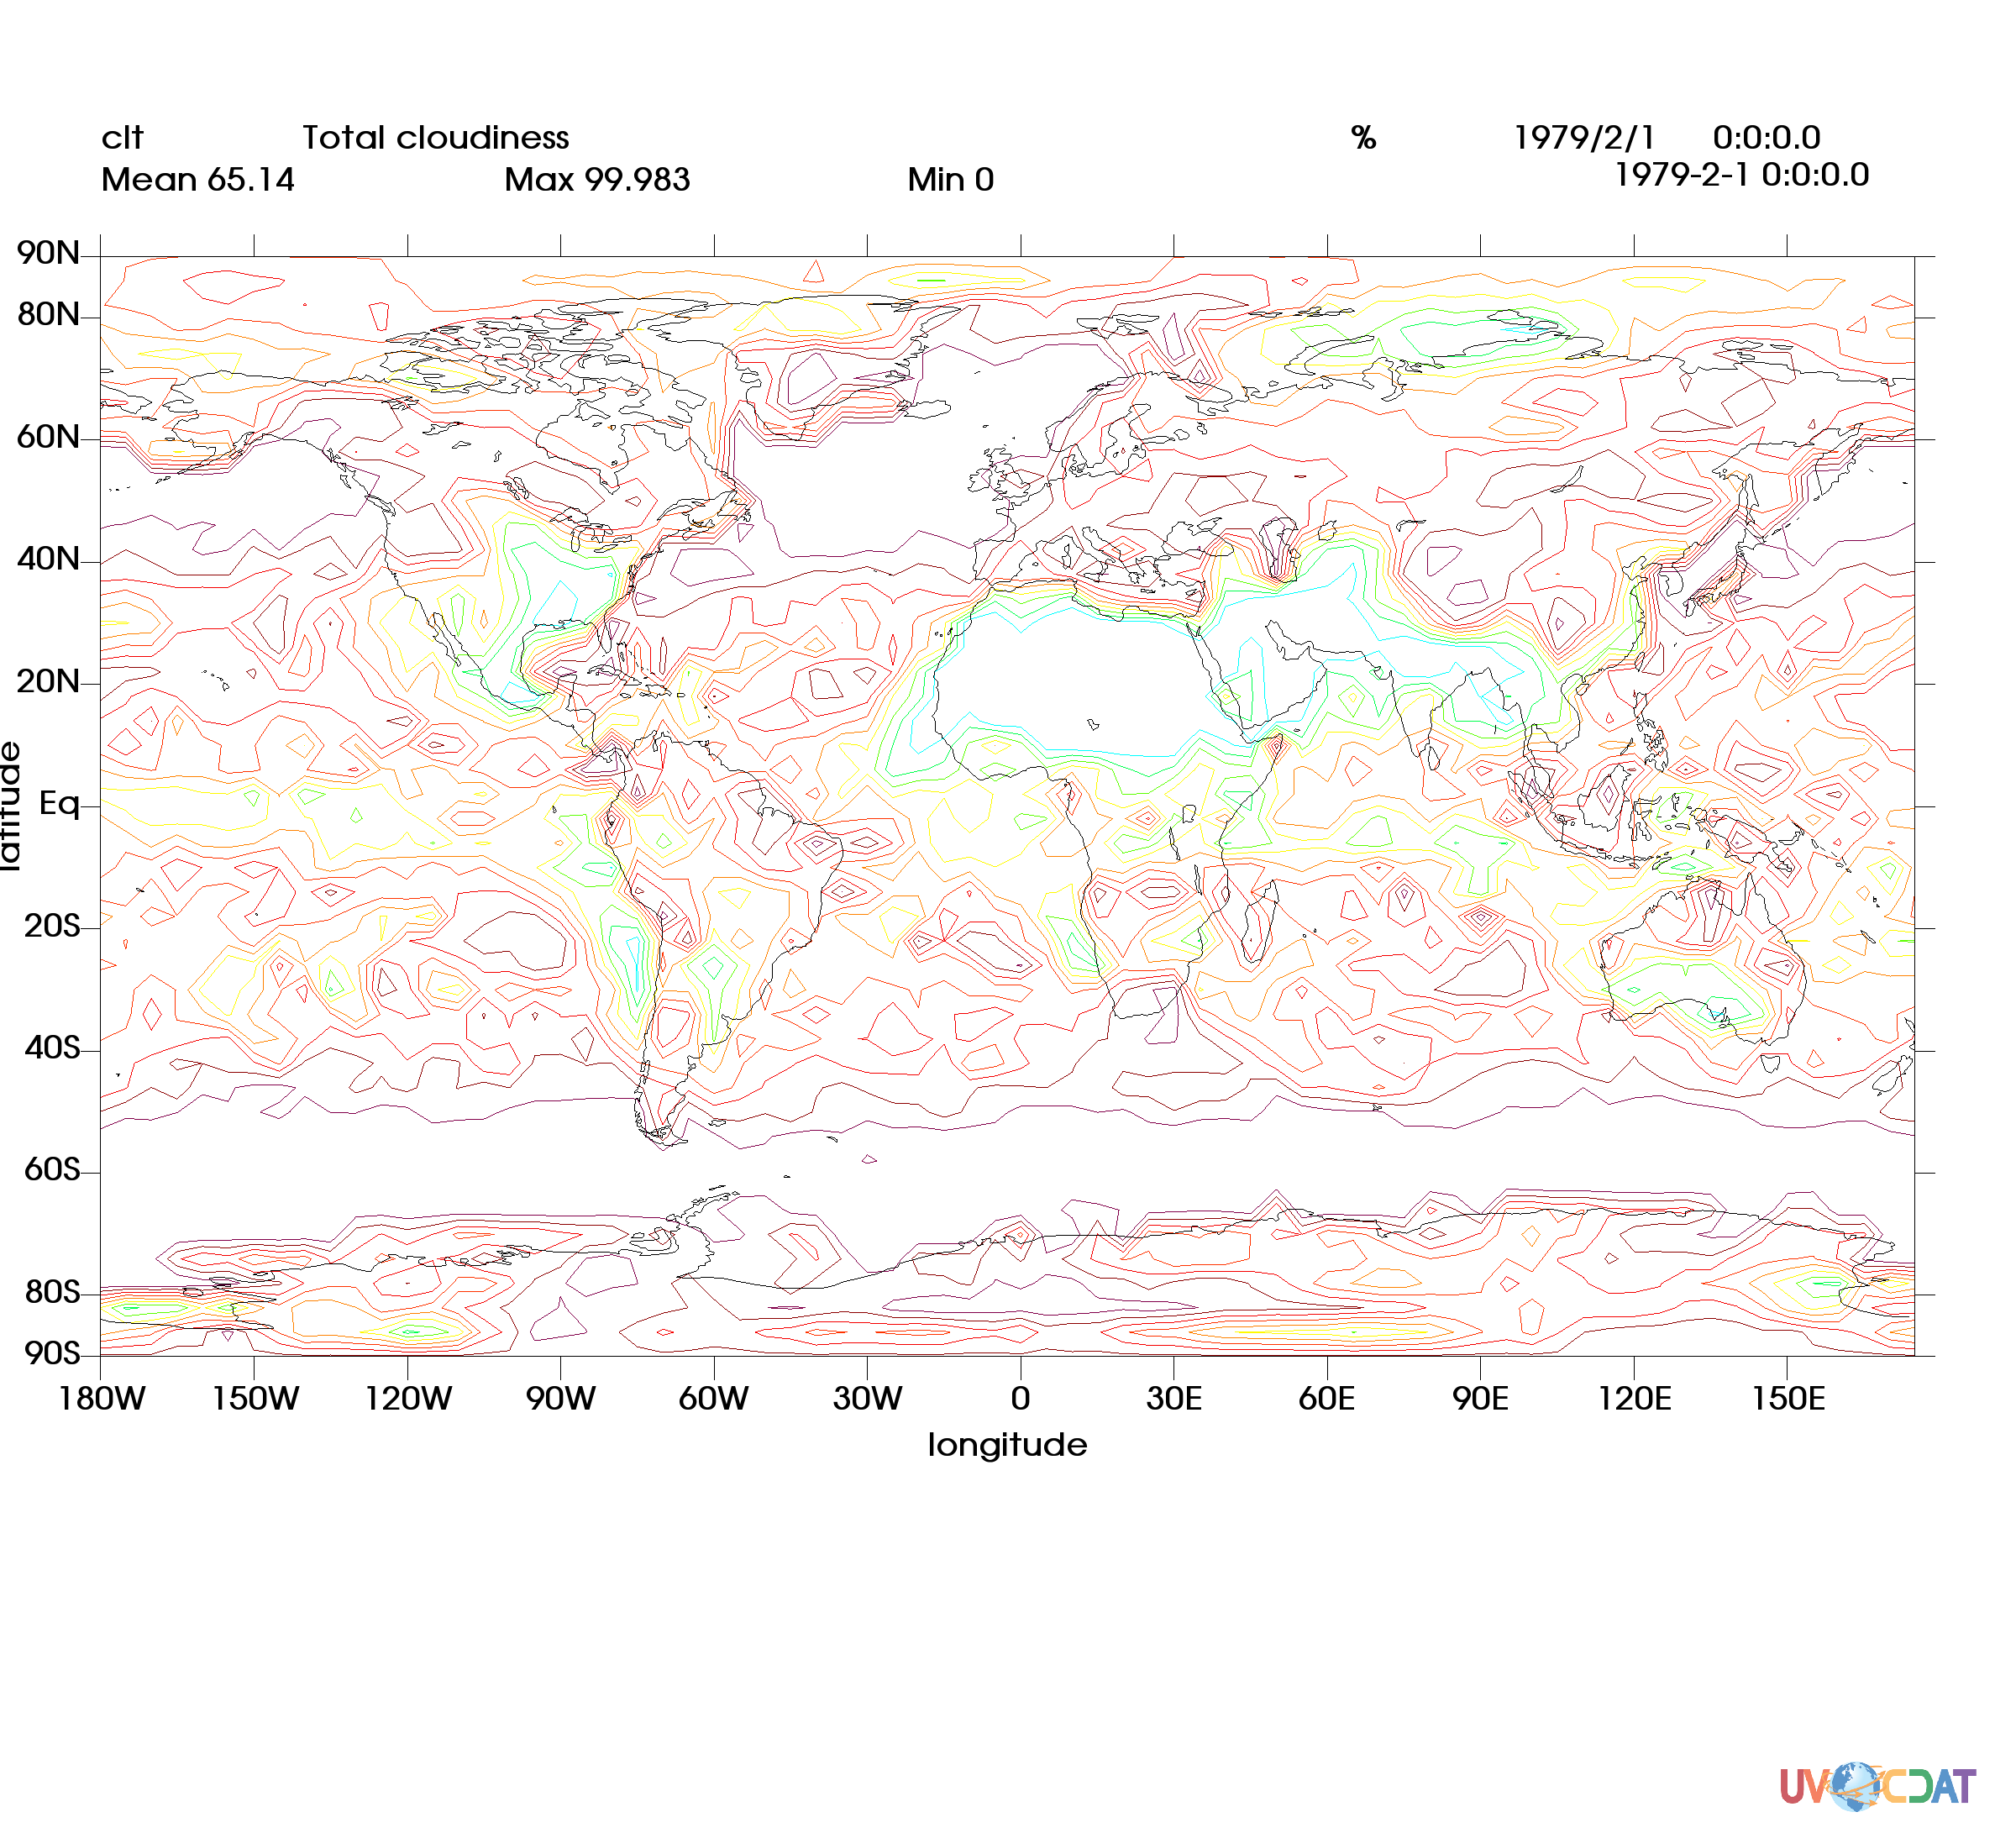 clt Total cloudiness % 1979/2/1 0:0:0.0
Mean 65.14 Max 99.983 Min 0 1979-2-1 0:0:0.0
90N
80N
60N
40N
20N
Eq
20S
40S
60S
80S
90S
latitude
180W 150W 120W 90W 60W 30W 0 30E 60E 90E 120E 150E
longitude
UV CDAT